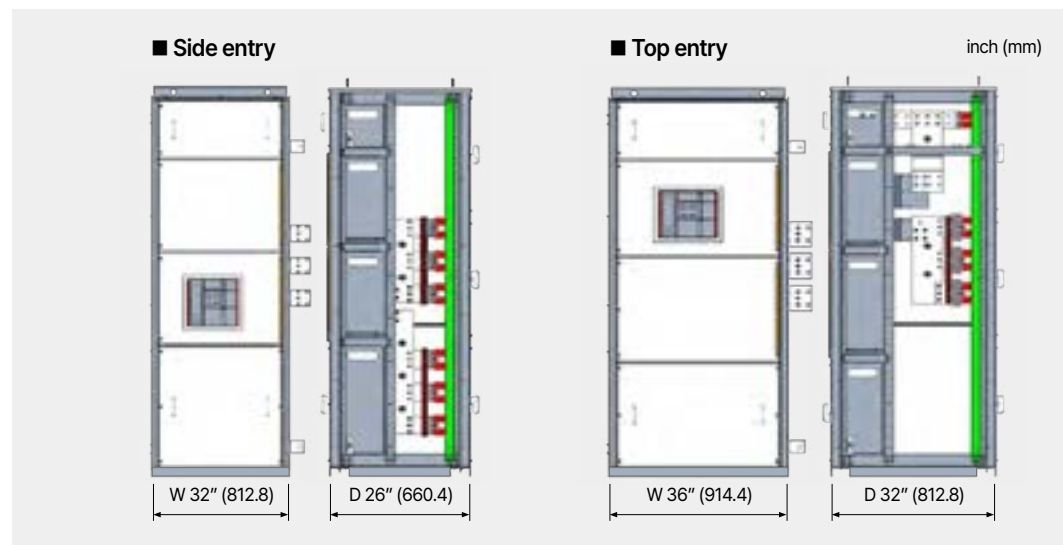 ■ Side entry
■ Top entry
inch (mm)
W 32" (812.8)
D 26" (660.4)
W 36" (914.4)
D 32" (812.8)